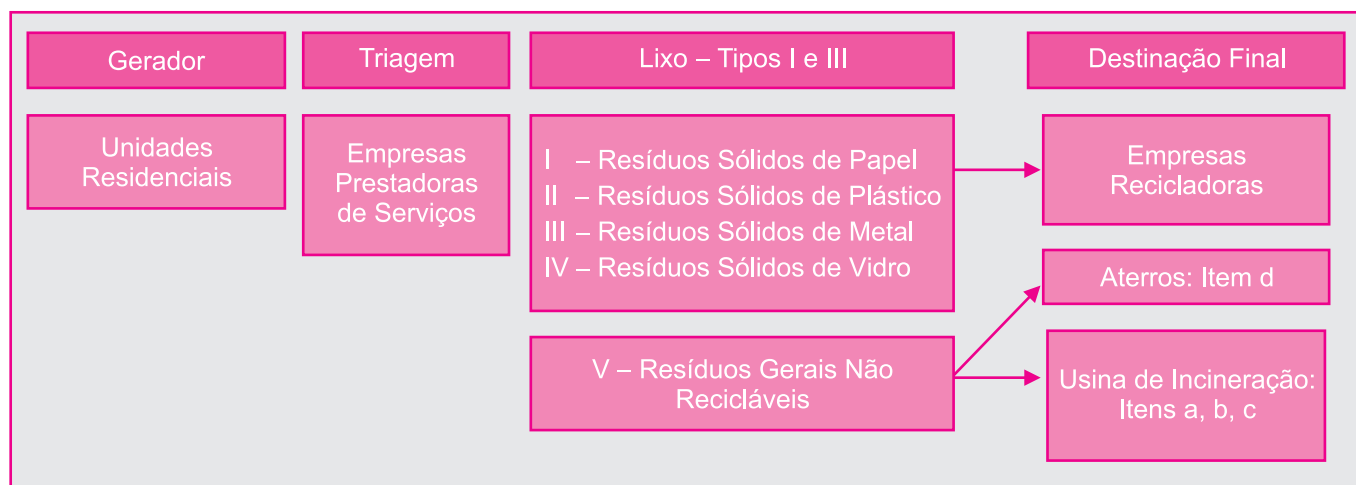 Gerador
Triagem
Lixo – Tipos I e III
Destinação Final
Unidades
Residenciais
Empresas
Prestadoras
de Serviços
I – Resíduos Sólidos de Papel
II – Resíduos Sólidos de Plástico
III – Resíduos Sólidos de Metal
IV – Resíduos Sólidos de Vidro
V – Resíduos Gerais Não
Recicláveis
Empresas
Recicladoras
Aterros: Item d
Usina de Incineração:
Itens a, b, c